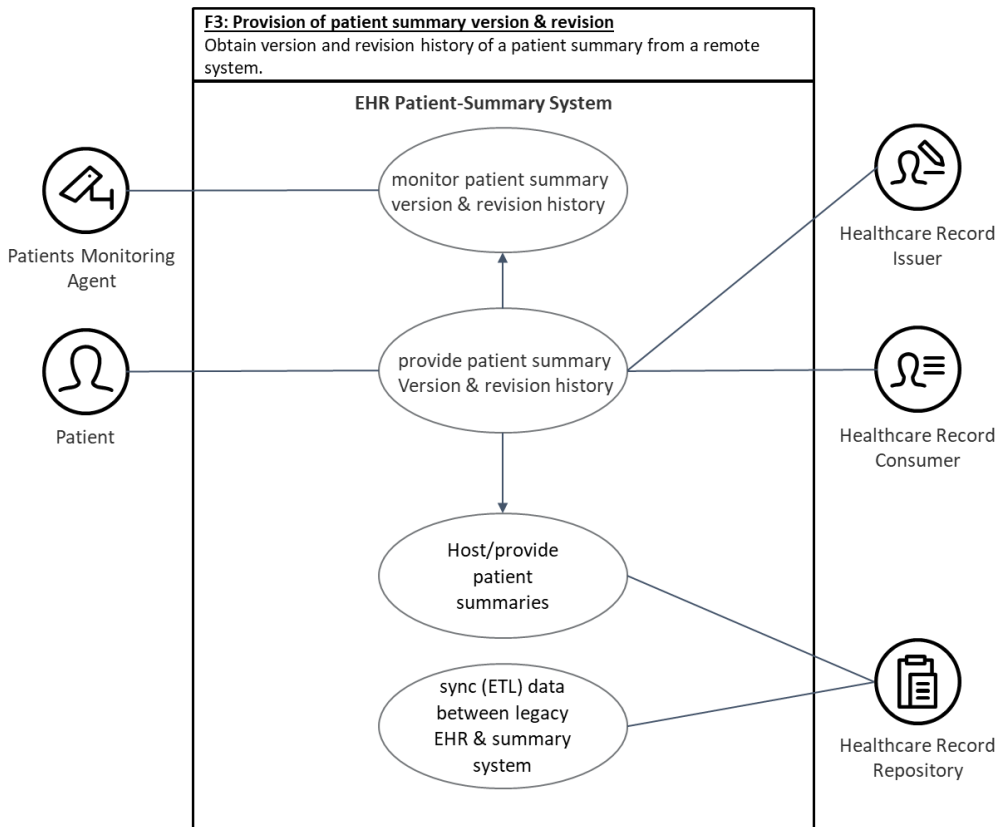 F3: Provision of patient summary version & revision
Obtain version and revision history of a patient summary from a remote
system.
EHR Patient-Summary System
monitor patient summary
version & revision history
Patients Monitoring
Agent
Healthcare Record
Issuer
provide patient summary
Version & revision history
Patient
Healthcare Record
Consumer
Host/provide
patient
summaries
sync (ETL) data
between legacy
EHR & summary
system
Healthcare Record
Repository